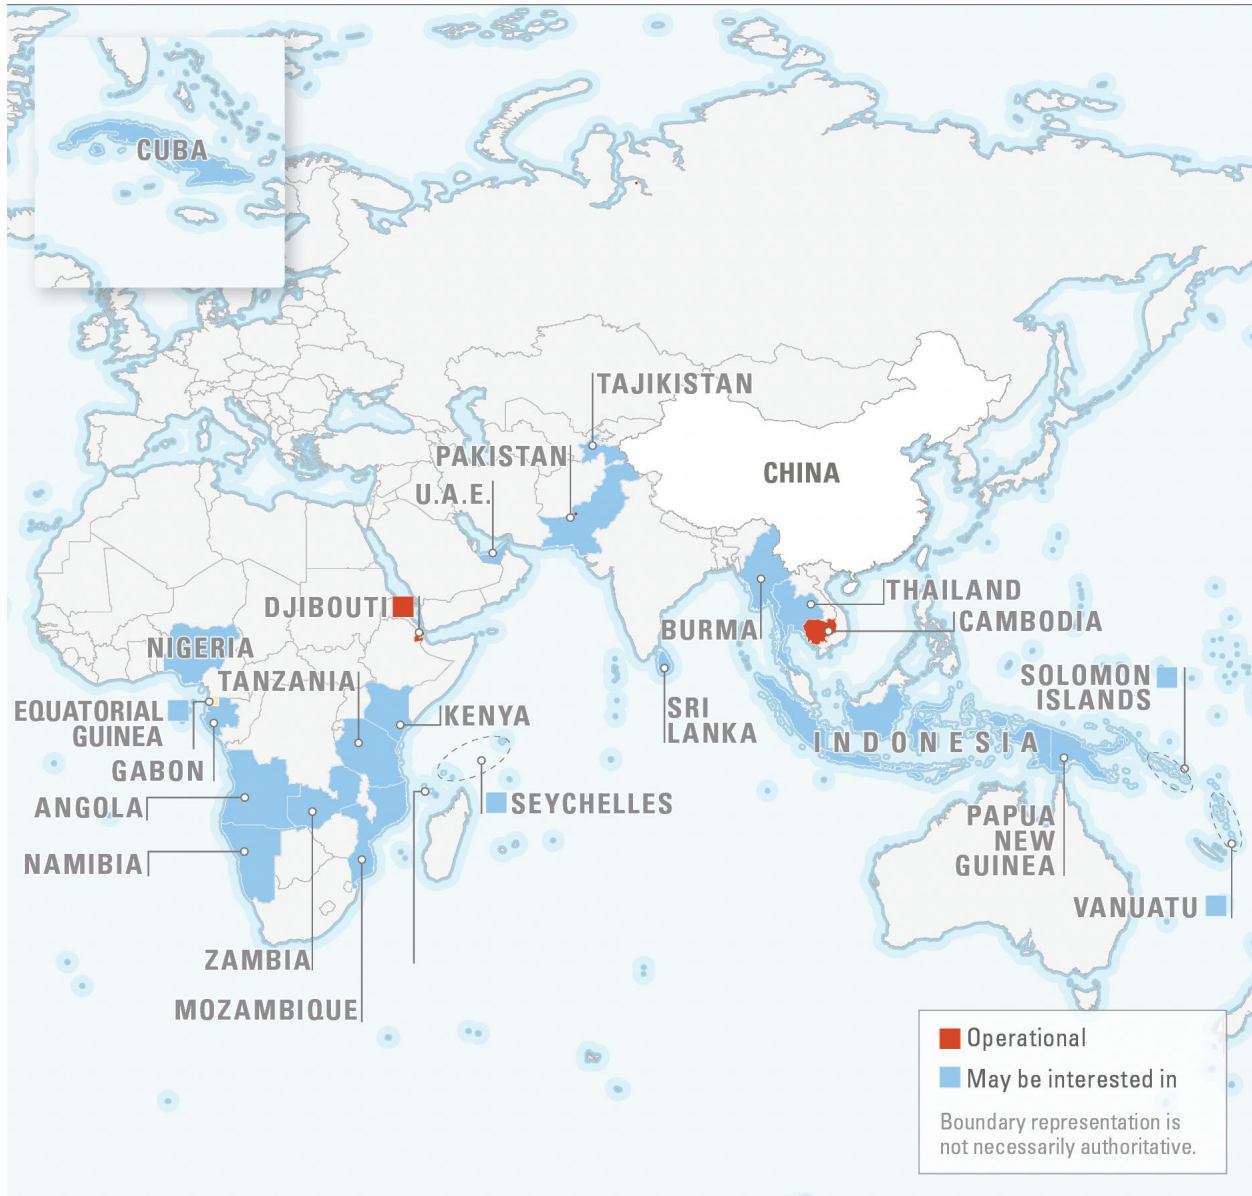 CUBA
TAJIKISTAN
PAKISTAN
U.A.E.
CHINA
DJIBOUTI
THAILAND
CAMBODIA
BURMA
NIGERIA
TANZANIA
SOLOMON
ISLANDS
EQUATORIAL
GUINEA
KENYA
SRI
LANKA
INDONESIA
GABON
ANGOLA
SEYCHELLES
PAPUA
NEW
GUINEA
NAMIBIA
VANUATU
ZAMBIA
MOZAMBIQUE
Operational
May be interested in
Boundary representation is
not necessarily authoritative.